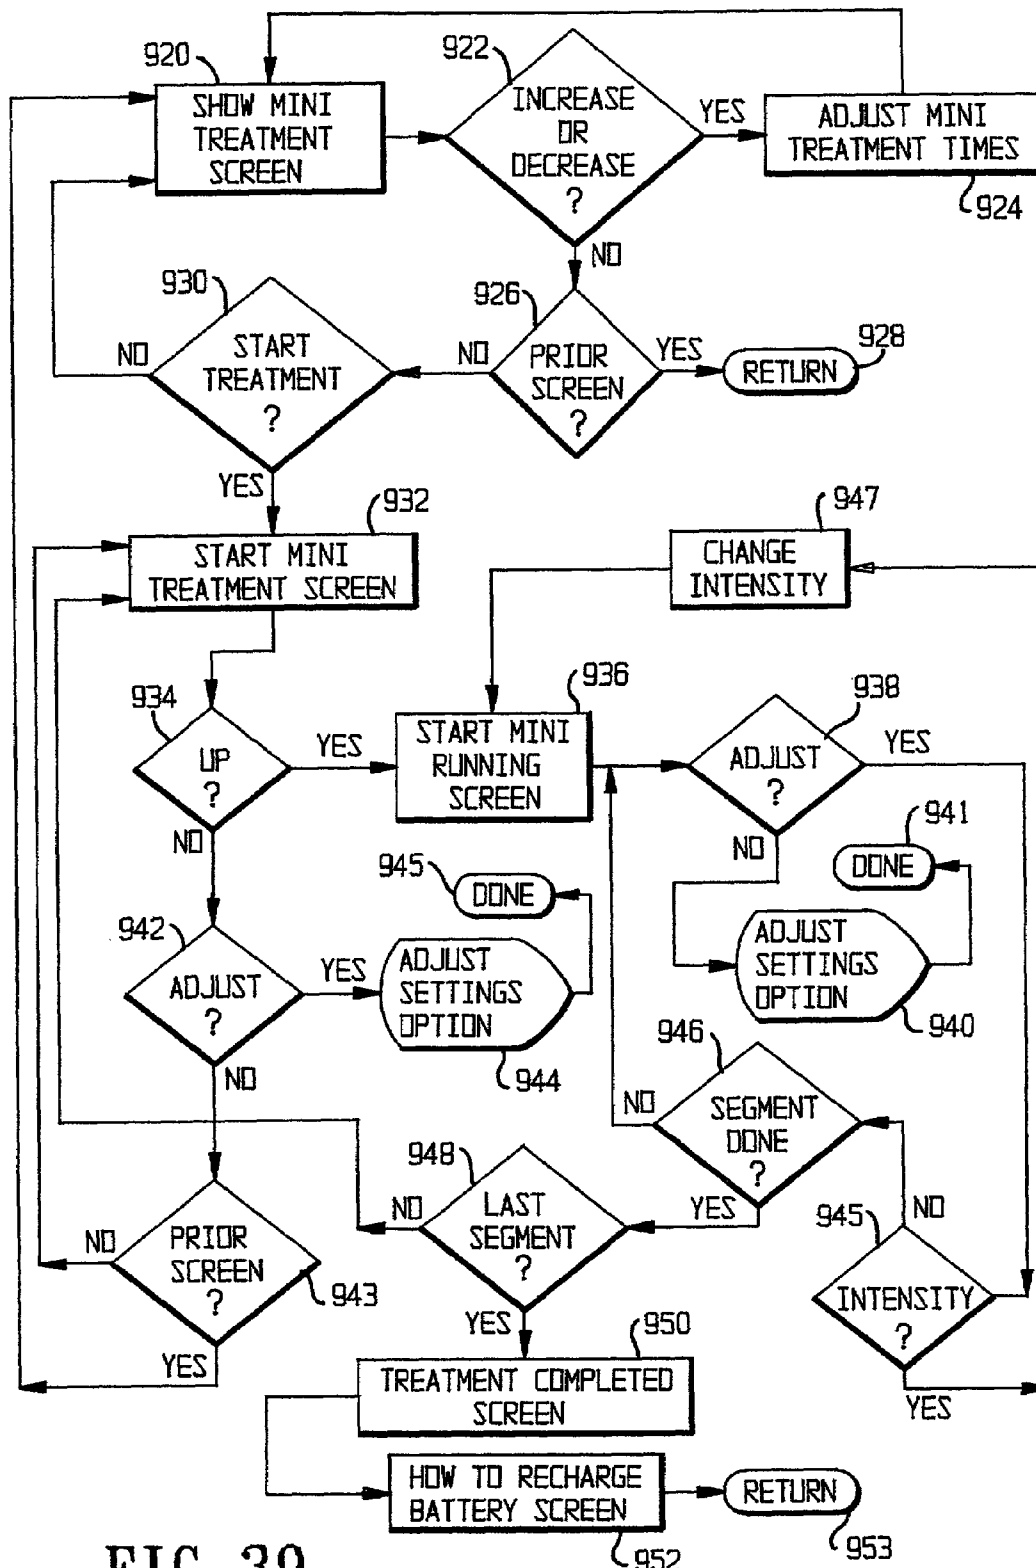 920
SHOW MINI
TREATMENT
SCREEN
922
INCREASE
OR
DECREASE
?
YES
ADJUST MINI
TREATMENT TIMES
924
NO
930
START
TREATMENT
?
NO
926
PRIOR
SCREEN
?
NO
YES
RETURN
928
YES
932
START MINI
TREATMENT SCREEN
947
CHANGE
INTENSITY
934
UP
?
YES
936
START MINI
RUNNING
SCREEN
938
ADJUST
?
YES
NO
NO
945
DONE
941
DONE
942
ADJUST
?
YES
ADJUST
SETTINGS
OPTION
944
ADJUST
SETTINGS
OPTION
940
NO
946
SEGMENT
DONE
?
NO
YES
948
LAST
SEGMENT
?
NO
945
INTENSITY
?
NO
YES
PRIOR
SCREEN
?
NO
943
YES
YES
950
TREATMENT COMPLETED
SCREEN
HOW TO RECHARGE
BATTERY SCREEN
952
RETURN
953
FIG 39